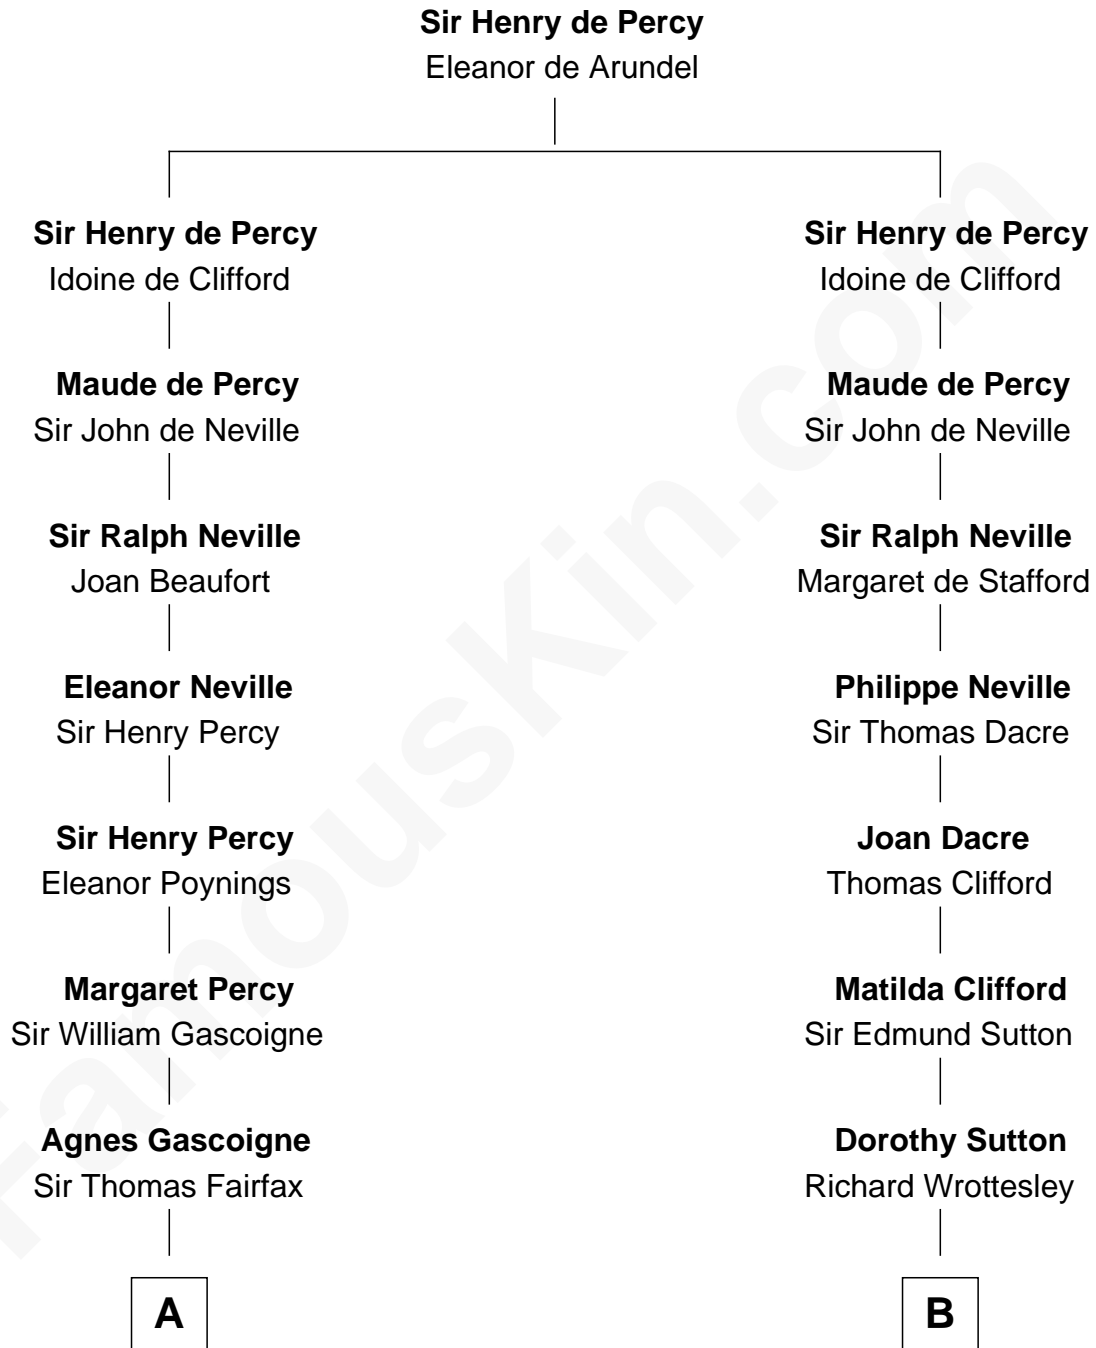 Sir Henry de Percy
Eleanor de Arundel
Sir Henry de Percy
Idoine de Clifford
Maude de Percy
Sir John de Neville
Sir Ralph Neville
Joan Beaufort
Eleanor Neville
Sir Henry Percy
Sir Henry Percy
Eleanor Poynings
Margaret Percy
Sir William Gascoigne
Agnes Gascoigne
Sir Thomas Fairfax
A
Sir Henry de Percy
Idoine de Clifford
Maude de Percy
Sir John de Neville
Sir Ralph Neville
Margaret de Stafford
Philippe Neville
Sir Thomas Dacre
Joan Dacre
Thomas Clifford
Matilda Clifford
Sir Edmund Sutton
Dorothy Sutton
Richard Wrottesley
B
FamousKin.com